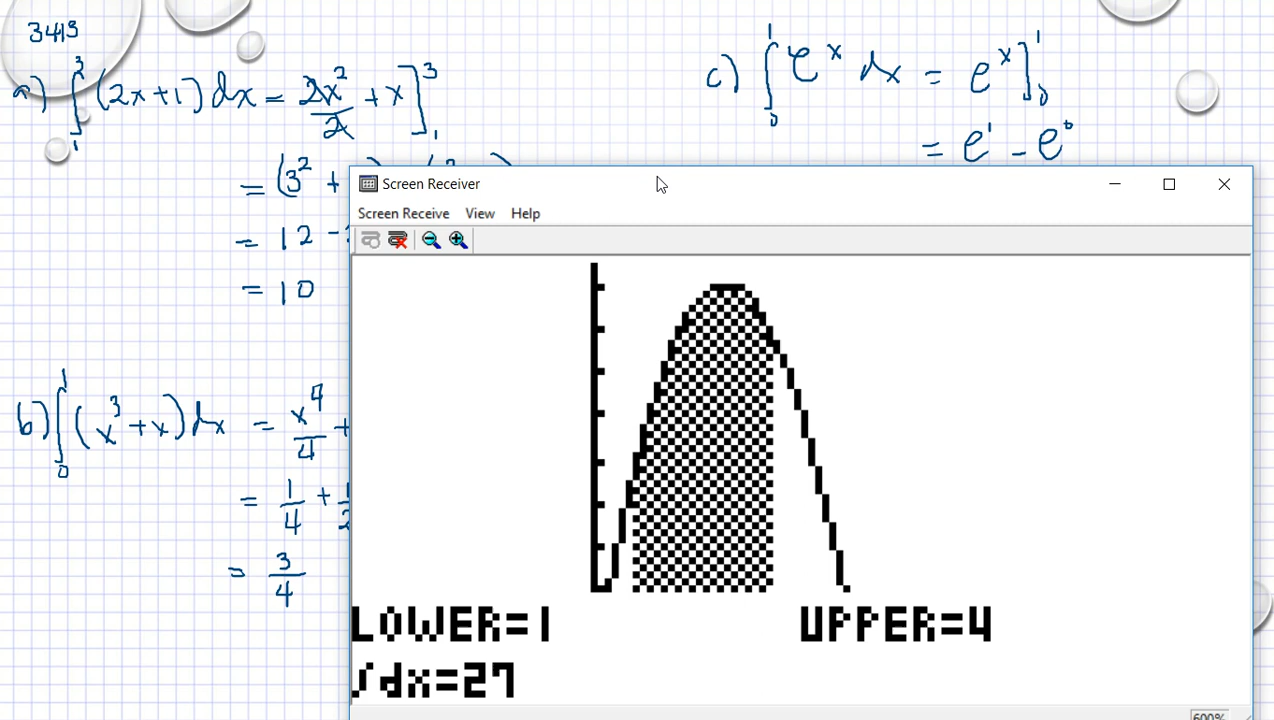 3413
a) ∫₁³ (2x+1) dx = 2x²/2 + x ]₁³
= (3² +
= 12 -
= 10
b) ∫₀¹ (x³ + x) dx = x⁴/4 +
= 1/4 + 1/2
= 3/4
c) ∫₀¹ e^x dx = e^x ]₀¹
= e¹ - e⁰
Screen Receiver
Screen Receive View Help
LOWER=1 UPPER=4
∫dx=27
600%